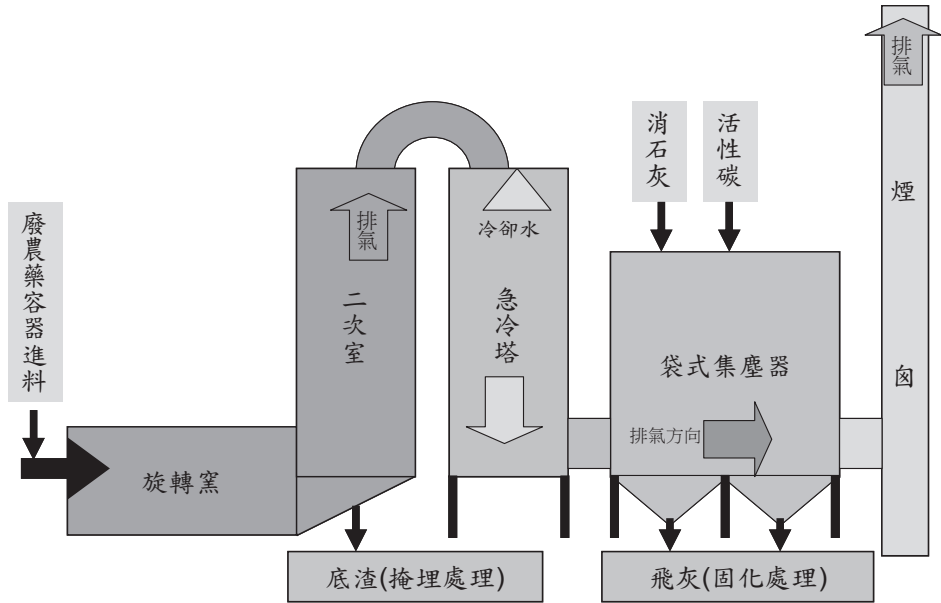 廢農藥容器進料
旋轉窯
二次室
排氣
底渣(掩埋處理)
冷卻水
急冷塔
消石灰
活性碳
袋式集塵器
排氣方向
飛灰(固化處理)
排氣
煙囪